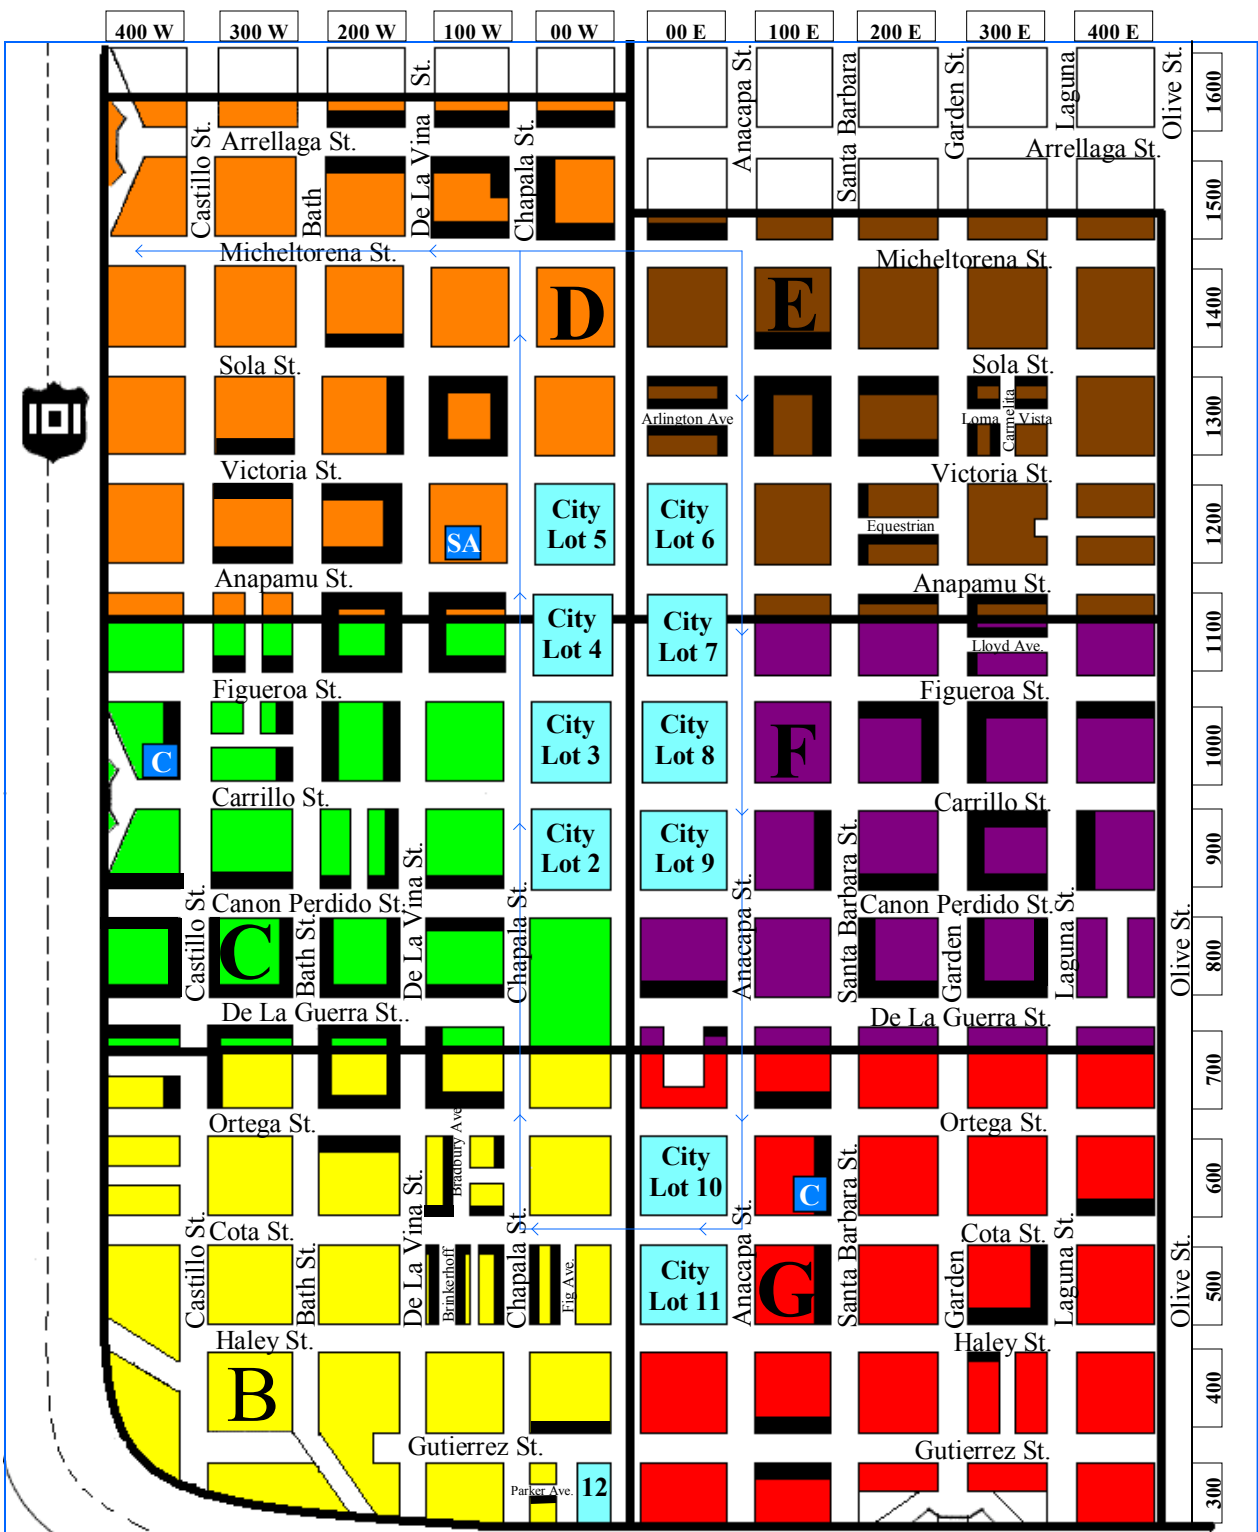 400 W
300 W
200 W
100 W
00 W
00 E
100 E
200 E
300 E
400 E
St.
Anacapa St.
Santa Barbara
Garden St.
Laguna
Olive St.
1600
Castillo St.
Arrellaga St.
Bath
De La Vina
Chapala St.
Arrellaga St.
1500
Micheltorena St.
Micheltorena St.
D
E
1400
Sola St.
Sola St.
Arlington Ave
Loma Vista
Carmelita
1300
Victoria St.
Victoria St.
City
Lot 5
City
Lot 6
SA
Equestrian
1200
Anapamu St.
Anapamu St.
City
Lot 4
City
Lot 7
Lloyd Ave.
1100
Figueroa St.
Figueroa St.
C
City
Lot 3
City
Lot 8
F
1000
Carrillo St.
Carrillo St.
City
Lot 2
City
Lot 9
900
Castillo St.
Canon Perdido St.
Bath St.
De La Vina St.
Chapala St.
Anacapa St.
Santa Barbara St.
Canon Perdido St.
Garden
Laguna St.
Olive St.
C
800
De La Guerra St..
De La Guerra St.
700
Ortega St.
Ortega St.
Bradbury Ave
City
Lot 10
C
600
Castillo St.
Cota St.
Bath St.
De La Vina St.
Brinkerhoff
Chapala St.
Fig Ave.
City
Lot 11
Anacapa St.
G
Santa Barbara St.
Garden
Cota St.
Laguna St.
Olive St.
500
Haley St.
Haley St.
B
400
Gutierrez St.
Gutierrez St.
Parker Ave.
12
300